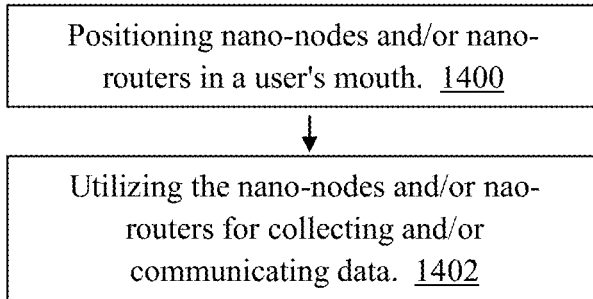 Positioning nano-nodes and/or nano-
routers in a user's mouth. 1400
Utilizing the nano-nodes and/or nao-
routers for collecting and/or
communicating data. 1402